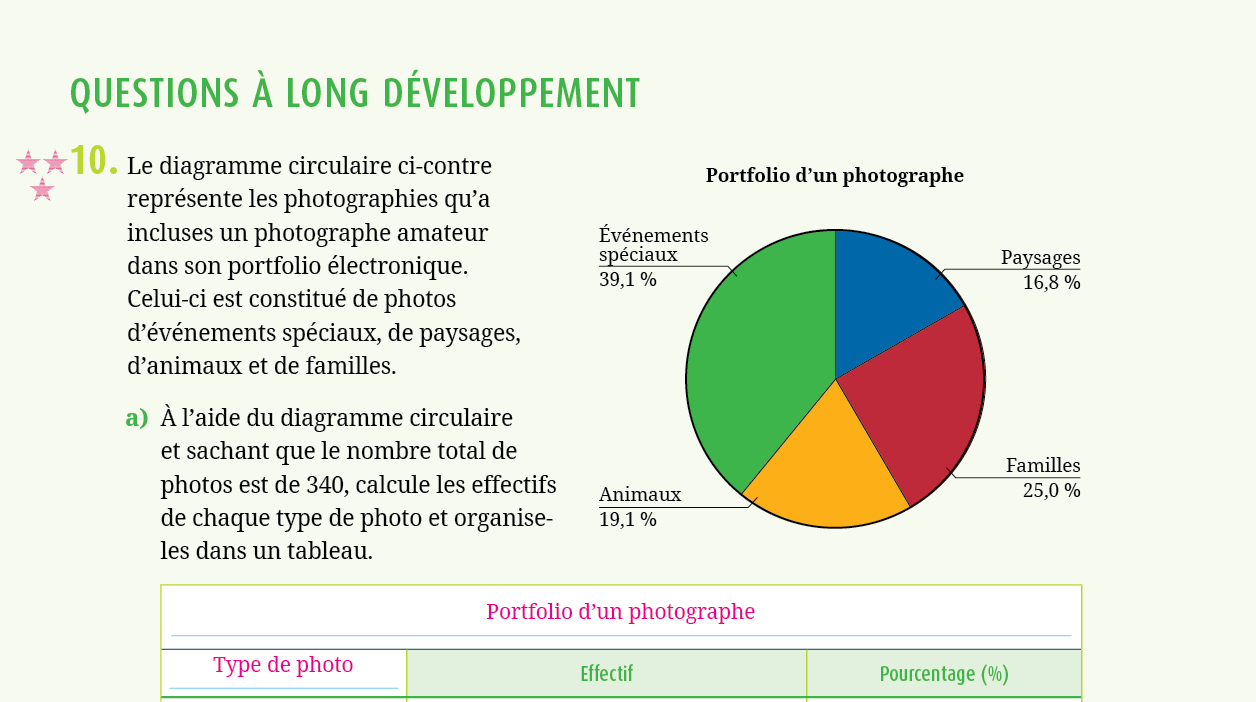 QUESTIONS À LONG DÉVELOPPEMENT
10. Le diagramme circulaire ci-contre
représente les photographies qu’a
incluses un photographe amateur
dans son portfolio électronique.
Celui-ci est constitué de photos
d’événements spéciaux, de paysages,
d’animaux et de familles.
a) À l’aide du diagramme circulaire
et sachant que le nombre total de
photos est de 340, calcule les effectifs
de chaque type de photo et organise-
les dans un tableau.
Portfolio d’un photographe
Événements
spéciaux
39,1 %
Paysages
16,8 %
Familles
25,0 %
Animaux
19,1 %
Portfolio d’un photographe
Type de photo
Effectif
Pourcentage (%)